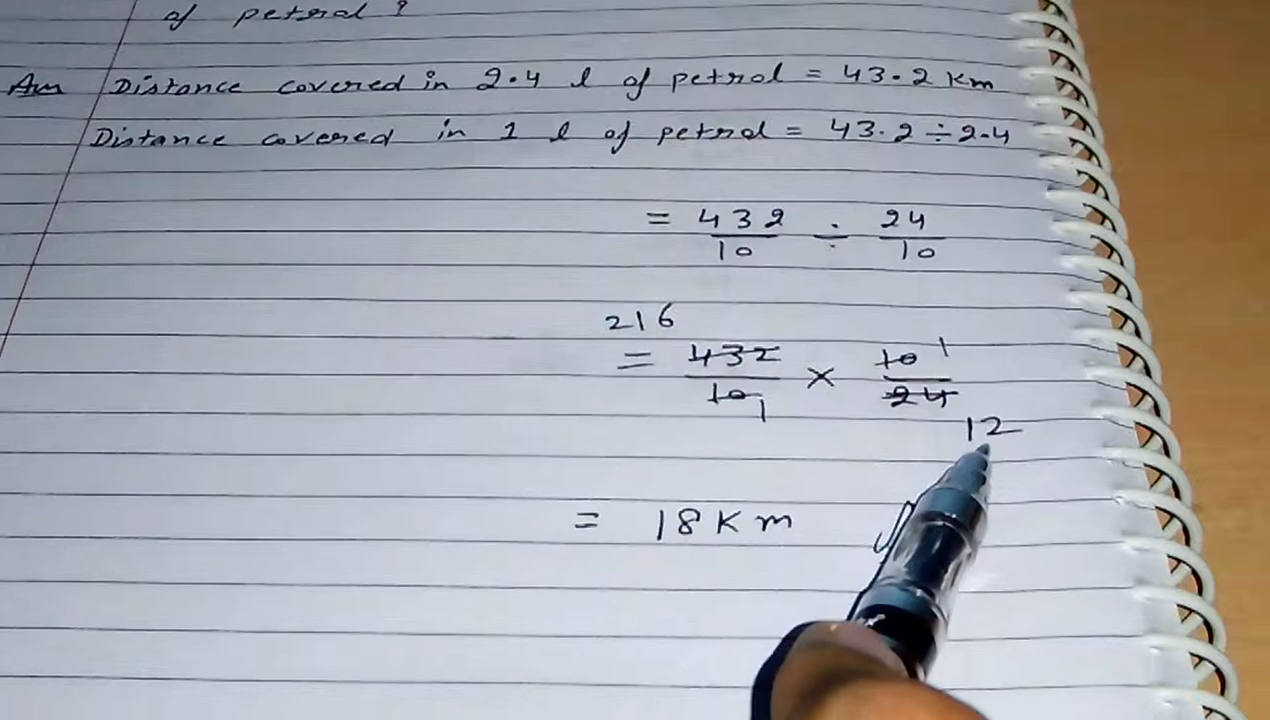 of petrol ?
Ans Distance covered in 2.4 l of petrol = 43.2 Km
Distance covered in 1 l of petrol = 43.2 ÷ 2.4
= 432/10 ÷ 24/10
216
= 432/10 × 10/24
1 1
12
= 18 Km